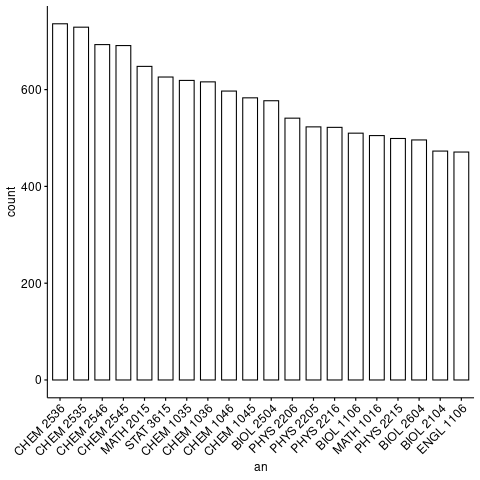 count
600
400
200
0
CHEM 2536
CHEM 2535
CHEM 2546
CHEM 2545
MATH 2015
STAT 3615
CHEM 1035
CHEM 1036
CHEM 1046
CHEM 1045
BIOL 2504
PHYS 2206
PHYS 2205
PHYS 2216
BIOL 1106
MATH 1016
PHYS 2215
BIOL 2604
BIOL 2104
ENGL 1106
an